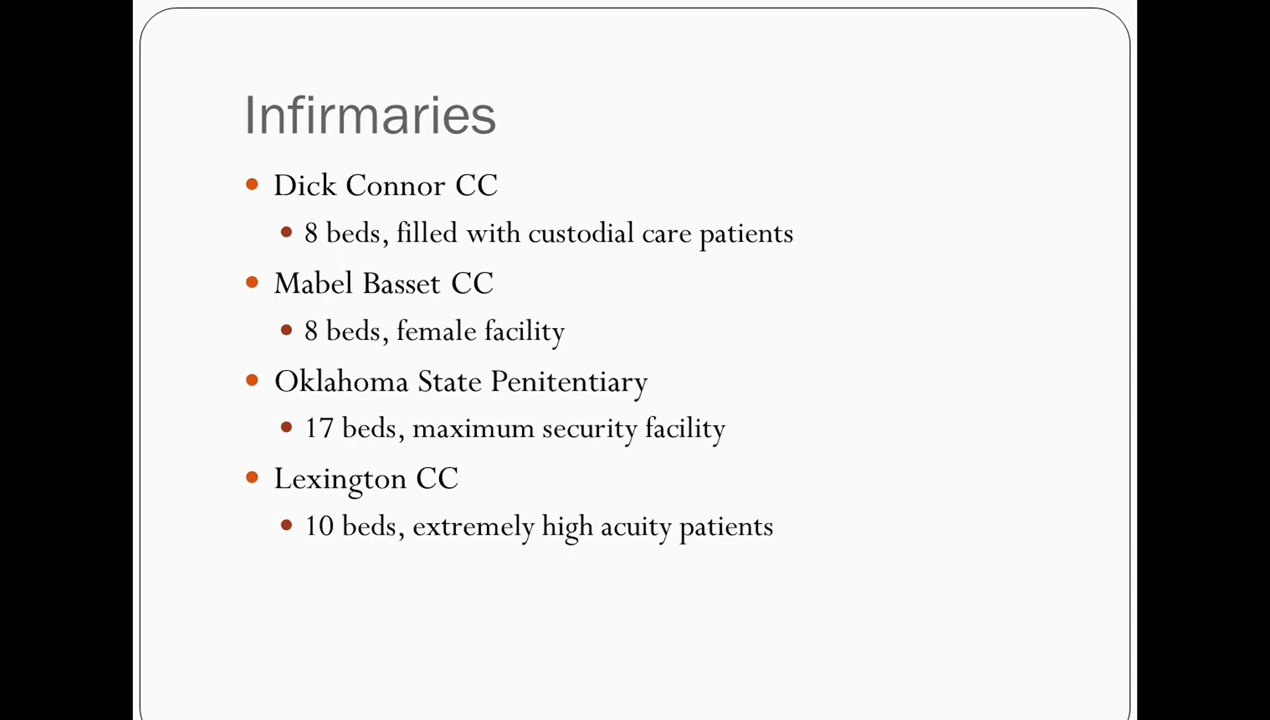 Infirmaries
Dick Connor CC
8 beds, filled with custodial care patients
Mabel Basset CC
8 beds, female facility
Oklahoma State Penitentiary
17 beds, maximum security facility
Lexington CC
10 beds, extremely high acuity patients